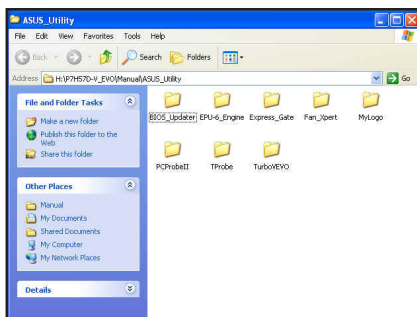 ASUS_Utility
File Edit View Favorites Tools Help
Back Search Folders
Address H:\P7H57D-V_EVO\Manual\ASUS_Utility Go
File and Folder Tasks
Make a new folder
Publish this folder to the
Web
Share this folder
Other Places
Manual
My Documents
Shared Documents
My Computer
My Network Places
Details
BIOS_Updater EPU-6_Engine Express_Gate Fan_Xpert MyLogo
PCProbeII TProbe TurboVEVO